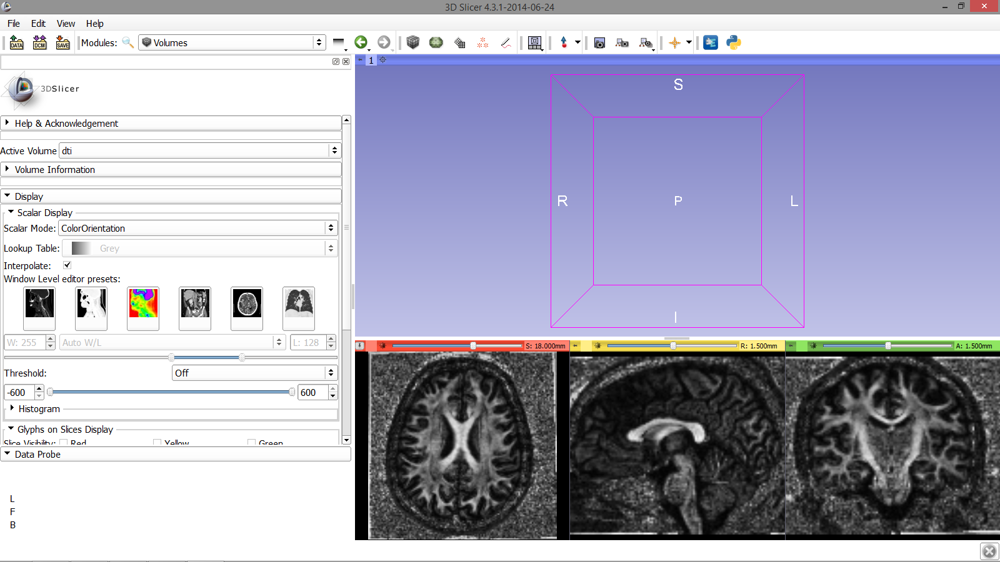 3D Slicer 4.3.1-2014-06-24
File Edit View Help
DATA DCM SAVE Modules: Volumes
1
3DSlicer
Help & Acknowledgement
Active Volume dti
Volume Information
Display
Scalar Display
Scalar Mode: ColorOrientation
Lookup Table: Grey
Interpolate:
Window Level editor presets:
W: 255 Auto W/L L: 128
Threshold: Off
-600 600
Histogram
Glyphs on Slices Display
Slice Visibility: Red Yellow Green
Data Probe
L
F
B
S
R P L
I
S: 18.000mm R: 1.500mm A: 1.500mm